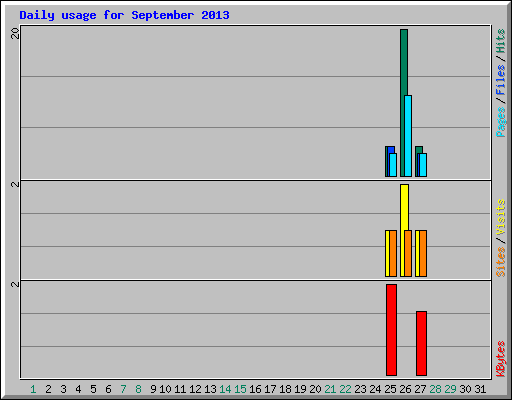 Daily usage for September 2013
20
2
2
Pages/Files/Hits
Sites/Visits
KBytes
1 2 3 4 5 6 7 8 9 10 11 12 13 14 15 16 17 18 19 20 21 22 23 24 25 26 27 28 29 30 31